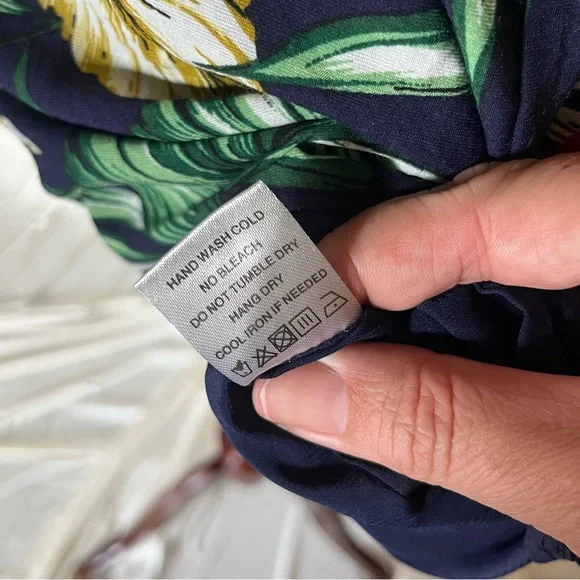 HAND WASH COLD
NO BLEACH
DO NOT TUMBLE DRY
HANG DRY
COOL IRON IF NEEDED